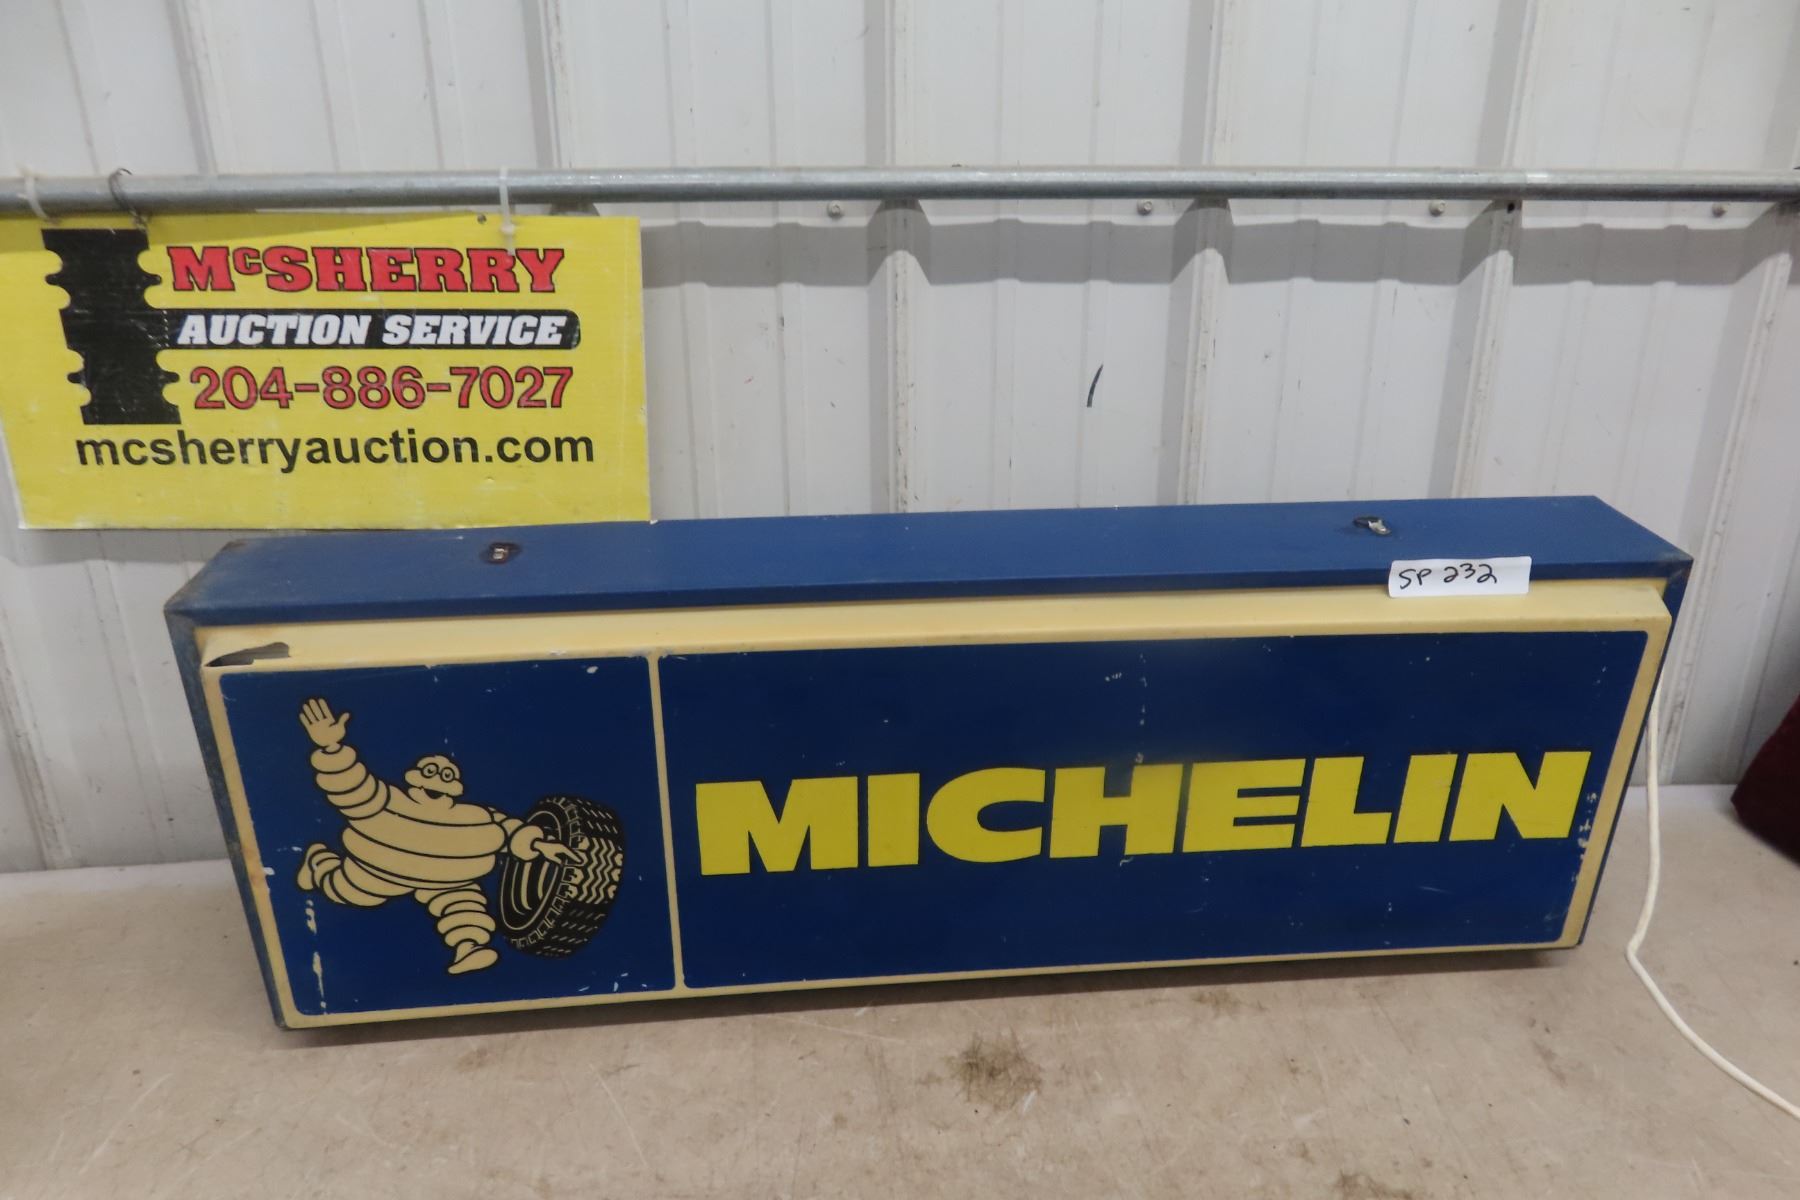 McSHERRY
AUCTION SERVICE
204-886-7027
mcsherryauction.com
SP 232
MICHELIN